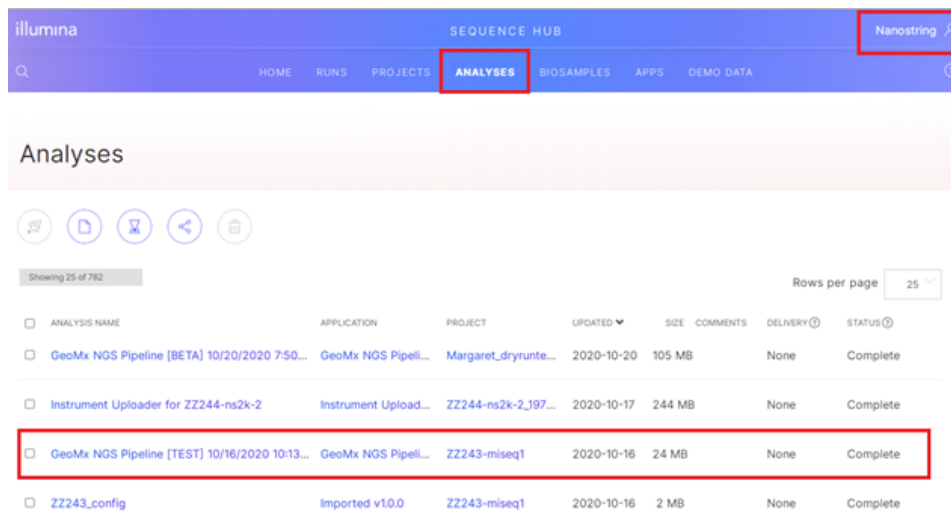 illumına
SEQUENCE HUB
Nanostring
HOME RUNS PROJECTS ANALYSES BIOSAMPLES APPS DEMO DATA
Analyses
Showing 25 of 782
Rows per page 25
ANALYSIS NAME APPLICATION PROJECT UPDATED SIZE COMMENTS DELIVERY STATUS
GeoMx NGS Pipeline [BETA] 10/20/2020 7:50... GeoMx NGS Pipeli... Margaret_dryrunte... 2020-10-20 105 MB None Complete
Instrument Uploader for ZZ244-ns2k-2 Instrument Upload... ZZ244-ns2k-2_197... 2020-10-17 244 MB None Complete
GeoMx NGS Pipeline [TEST] 10/16/2020 10:13... GeoMx NGS Pipeli... ZZ243-miseq1 2020-10-16 24 MB None Complete
ZZ243_config Imported v1.0.0 ZZ243-miseq1 2020-10-16 2 MB None Complete